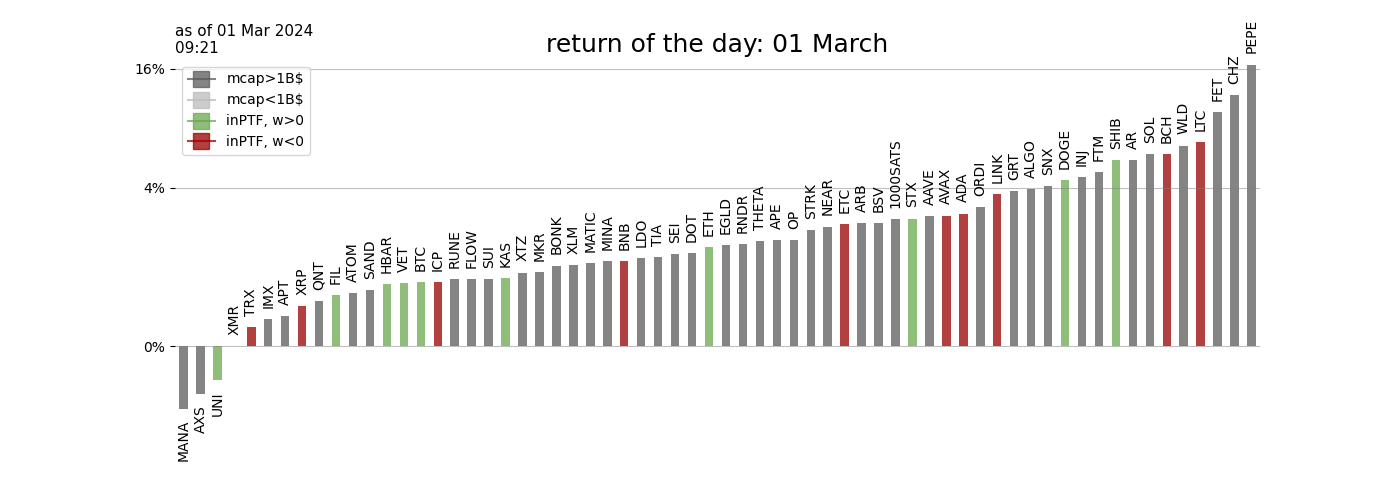 as of 01 Mar 2024
09:21
return of the day: 01 March
16%
4%
0%
mcap>1B$
mcap<1B$
inPTF, w>0
inPTF, w<0
MANA
AXS
UNI
XMR
TRX
IMX
APT
XRP
QNT
FIL
ATOM
SAND
HBAR
VET
BTC
ICP
RUNE
FLOW
SUI
KAS
XTZ
MKR
BONK
XLM
MATIC
MINA
BNB
LDO
TIA
SEI
DOT
ETH
EGLD
RNDR
THETA
APE
OP
STRK
NEAR
ETC
ARB
BSV
1000SATS
STX
AAVE
AVAX
ADA
ORDI
LINK
GRT
ALGO
SNX
DOGE
INJ
FTM
SHIB
AR
SOL
BCH
WLD
LTC
FET
CHZ
PEPE